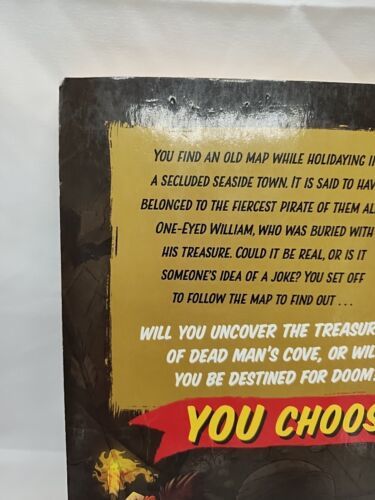 YOU FIND AN OLD MAP WHILE HOLIDAYING I
A SECLUDED SEASIDE TOWN. IT IS SAID TO HAV
BELONGED TO THE FIERCEST PIRATE OF THEM AL
ONE-EYED WILLIAM, WHO WAS BURIED WITH
HIS TREASURE. COULD IT BE REAL, OR IS IT
SOMEONE'S IDEA OF A JOKE? YOU SET OFF
TO FOLLOW THE MAP TO FIND OUT . . .
WILL YOU UNCOVER THE TREASUR
OF DEAD MAN'S COVE, OR WIL
YOU BE DESTINED FOR DOOM
YOU CHOOS